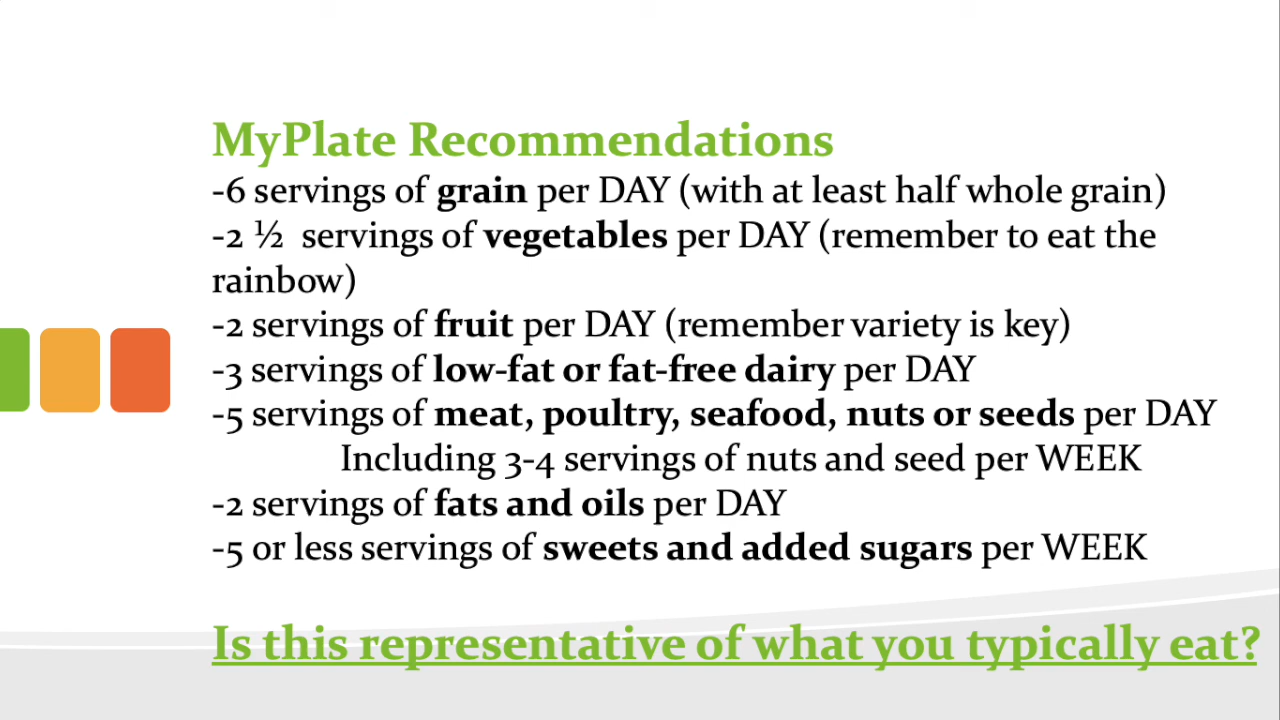 MyPlate Recommendations
-6 servings of grain per DAY (with at least half whole grain)
-2 ½ servings of vegetables per DAY (remember to eat the
rainbow)
-2 servings of fruit per DAY (remember variety is key)
-3 servings of low-fat or fat-free dairy per DAY
-5 servings of meat, poultry, seafood, nuts or seeds per DAY
Including 3-4 servings of nuts and seed per WEEK
-2 servings of fats and oils per DAY
-5 or less servings of sweets and added sugars per WEEK
Is this representative of what you typically eat?